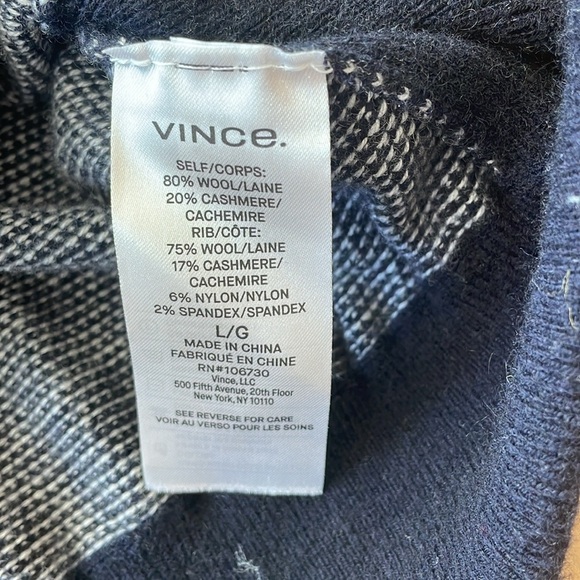 VINCE.
SELF/CORPS:
80% WOOL/LAINE
20% CASHMERE/
CACHEMIRE
RIB/CÔTE:
75% WOOL/LAINE
17% CASHMERE/
CACHEMIRE
6% NYLON/NYLON
2% SPANDEX/SPANDEX
L/G
MADE IN CHINA
FABRIQUÉ EN CHINE
RN#106730
Vince, LLC
500 Fifth Avenue, 20th Floor
New York, NY 10110
SEE REVERSE FOR CARE
VOIR AU VERSO POUR LES SOINS